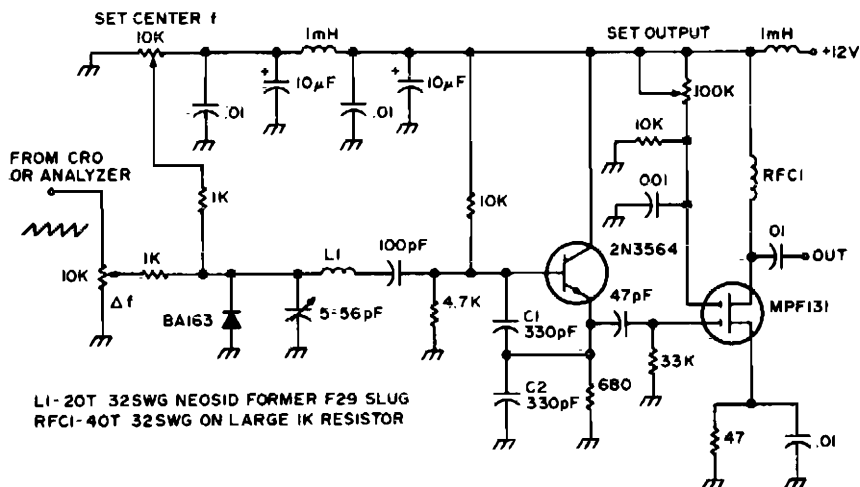 SET CENTER f
10K
1mH
SET OUTPUT
1mH
+12V
.01
+
10µF
.01
+
10µF
100K
10K
FROM CRO
OR ANALYZER
1K
10K
001
RFC1
2N3564
01
OUT
10K
Δf
1K
L1
100pF
47pF
MPF131
BA163
5-56pF
4.7K
C1
330pF
33K
C2
330pF
680
L1-20T 32SWG NEOSID FORMER F29 SLUG
RFC1-40T 32SWG ON LARGE 1K RESISTOR
47
.01